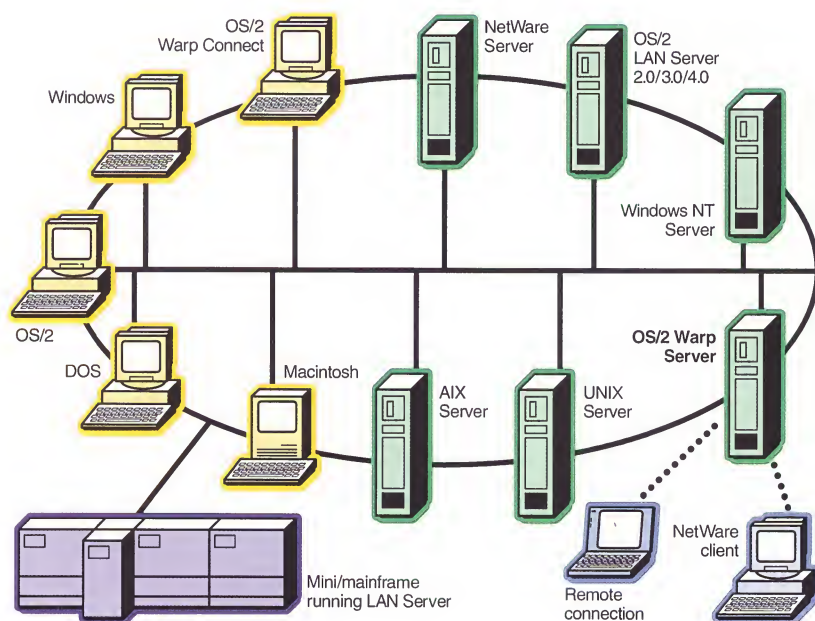 OS/2
Warp Connect
NetWare
Server
OS/2
LAN Server
2.0/3.0/4.0
Windows
Windows NT
Server
OS/2
DOS
Macintosh
AIX
Server
UNIX
Server
OS/2 Warp
Server
Mini/mainframe
running LAN Server
Remote
connection
NetWare
client